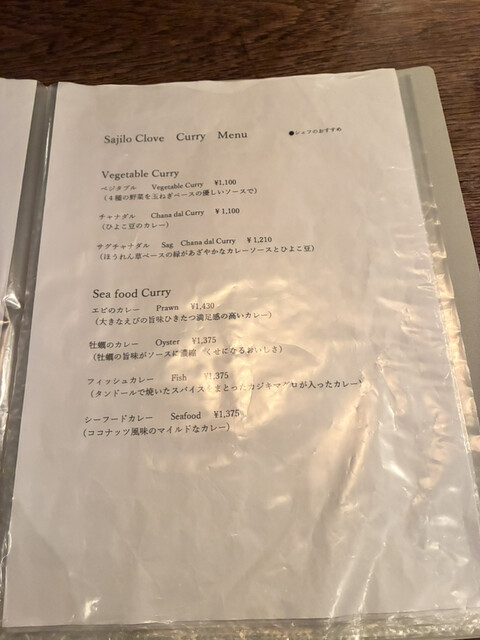 Sajilo Clove Curry Menu
●シェフのおすすめ
Vegetable Curry
ベジタブル Vegetable Curry ¥1,100
（4種の野菜を玉ねぎベースの優しいソースで）
チャナダル Chana dal Curry ¥1,100
（ひよこ豆のカレー）
サグチャナダル Sag Chana dal Curry ¥1,210
（ほうれん草ベースの緑があざやかなカレーソースとひよこ豆）
Sea food Curry
エビのカレー Prawn ¥1,430
（大きなえびの旨味ひきたつ満足感の高いカレー）
牡蠣のカレー Oyster ¥1,375
（牡蠣の旨味がソースに濃縮 くせになるおいしさ）
フィッシュカレー Fish ¥1,375
（タンドールで焼いたスパイスをまとったカジキマグロが入ったカレー）
シーフードカレー Seafood ¥1,375
（ココナッツ風味のマイルドなカレー）